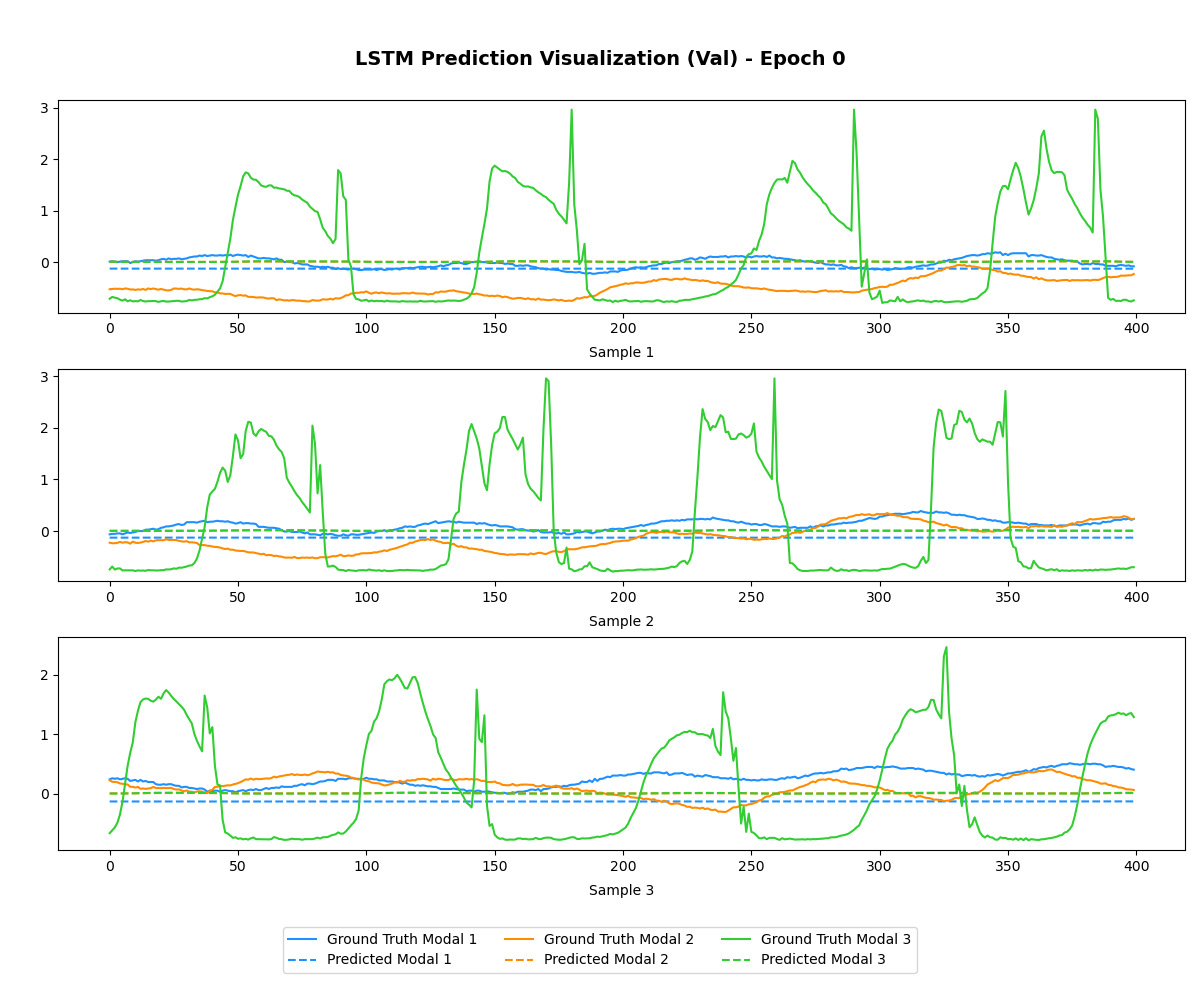 LSTM Prediction Visualization (Val) - Epoch 0
3
2
1
0
0 50 100 150 200 250 300 350 400
Sample 1
3
2
1
0
0 50 100 150 200 250 300 350 400
Sample 2
2
1
0
0 50 100 150 200 250 300 350 400
Sample 3
Ground Truth Modal 1 Ground Truth Modal 2 Ground Truth Modal 3
Predicted Modal 1 Predicted Modal 2 Predicted Modal 3